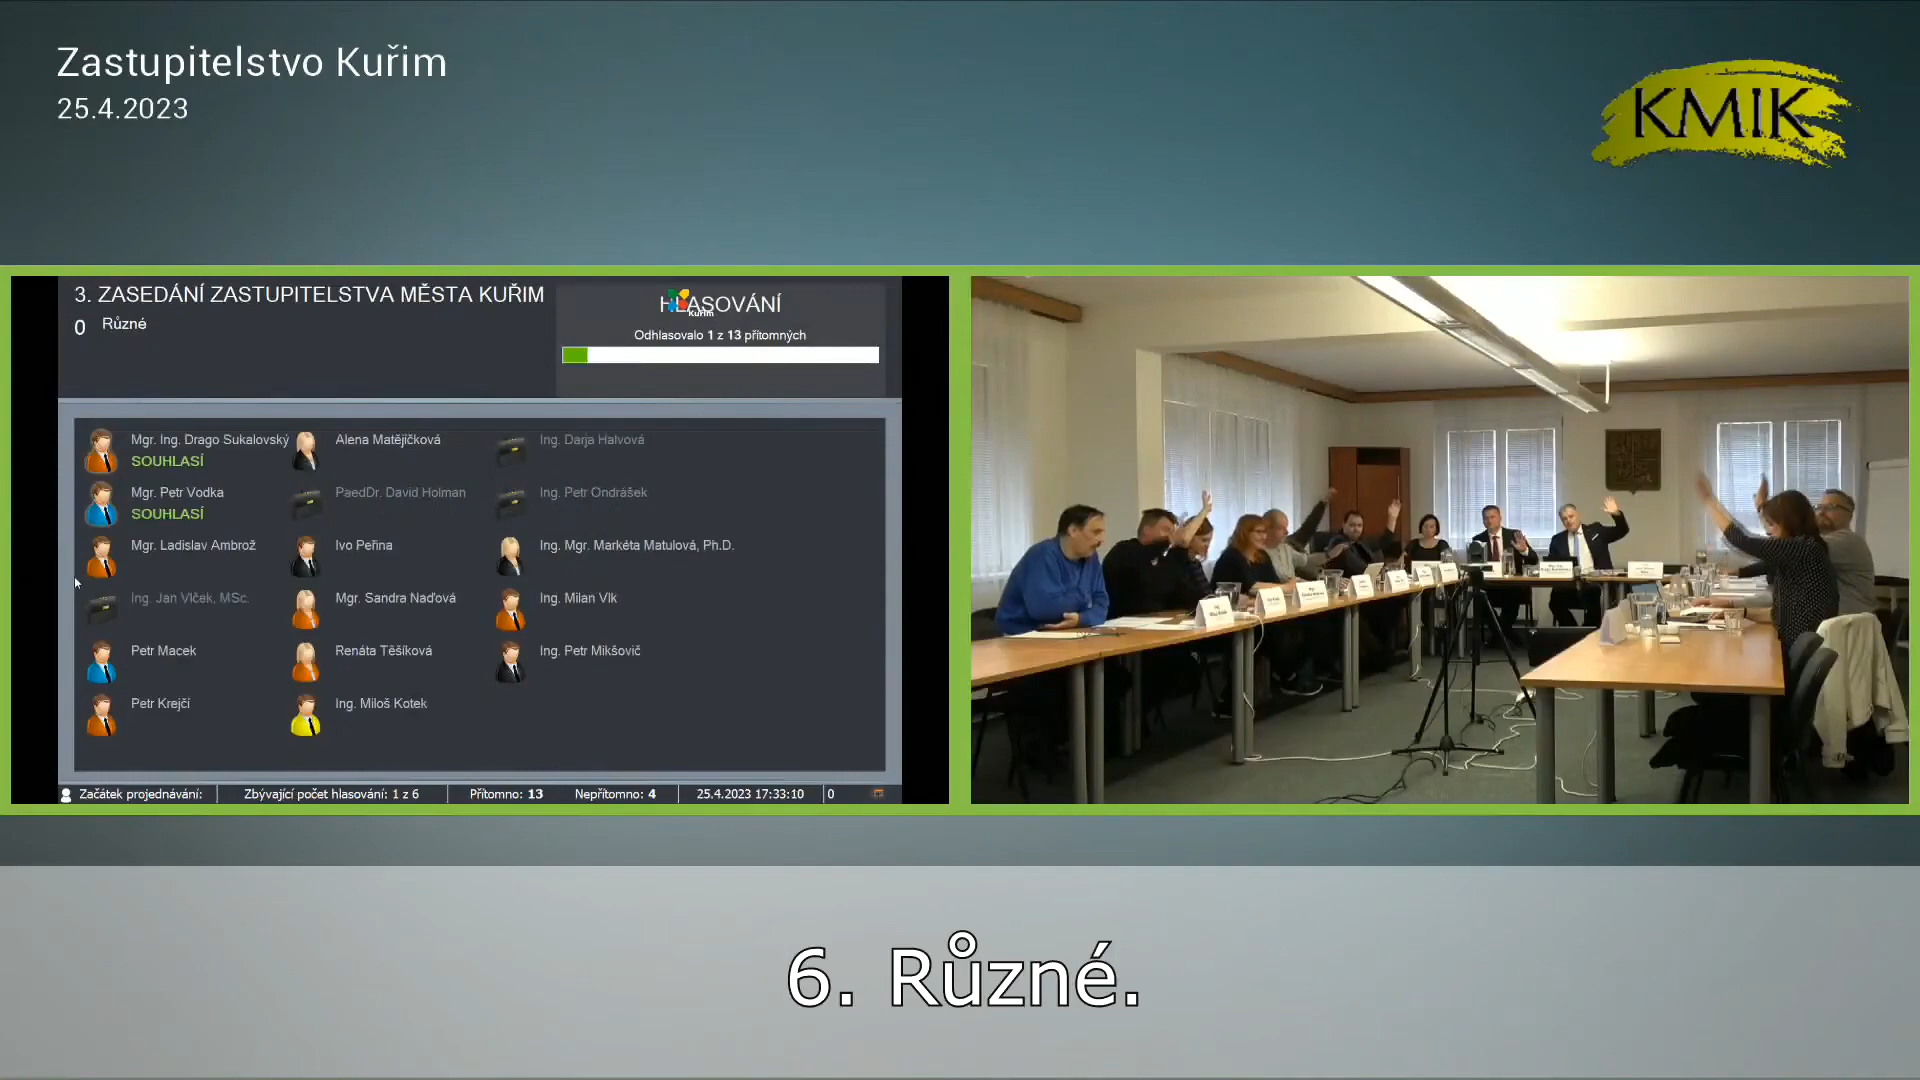 Zastupitelstvo Kuřim
25.4.2023
KMIK
3. ZASEDÁNÍ ZASTUPITELSTVA MĚSTA KUŘIM
0 Různé
HLASOVÁNÍ
Kuřim
Odhlasovalo 1 z 13 přítomných
Mgr. Ing. Drago Sukalovský
SOUHLASÍ
Alena Matějíčková
Ing. Darja Halvová
Mgr. Petr Vodka
SOUHLASÍ
PaedDr. David Holman
Ing. Petr Ondrášek
Mgr. Ladislav Ambrož
Ivo Peřina
Ing. Mgr. Markéta Matulová, Ph.D.
Ing. Jan Vlček, MSc.
Mgr. Sandra Naďová
Ing. Milan Vlk
Petr Macek
Renáta Těšíková
Ing. Petr Mikšovič
Petr Krejčí
Ing. Miloš Kotek
Začátek projednávání:
Zbývající počet hlasování: 1 z 6
Přítomno: 13
Nepřítomno: 4
25.4.2023 17:33:10
0
6. Různé.